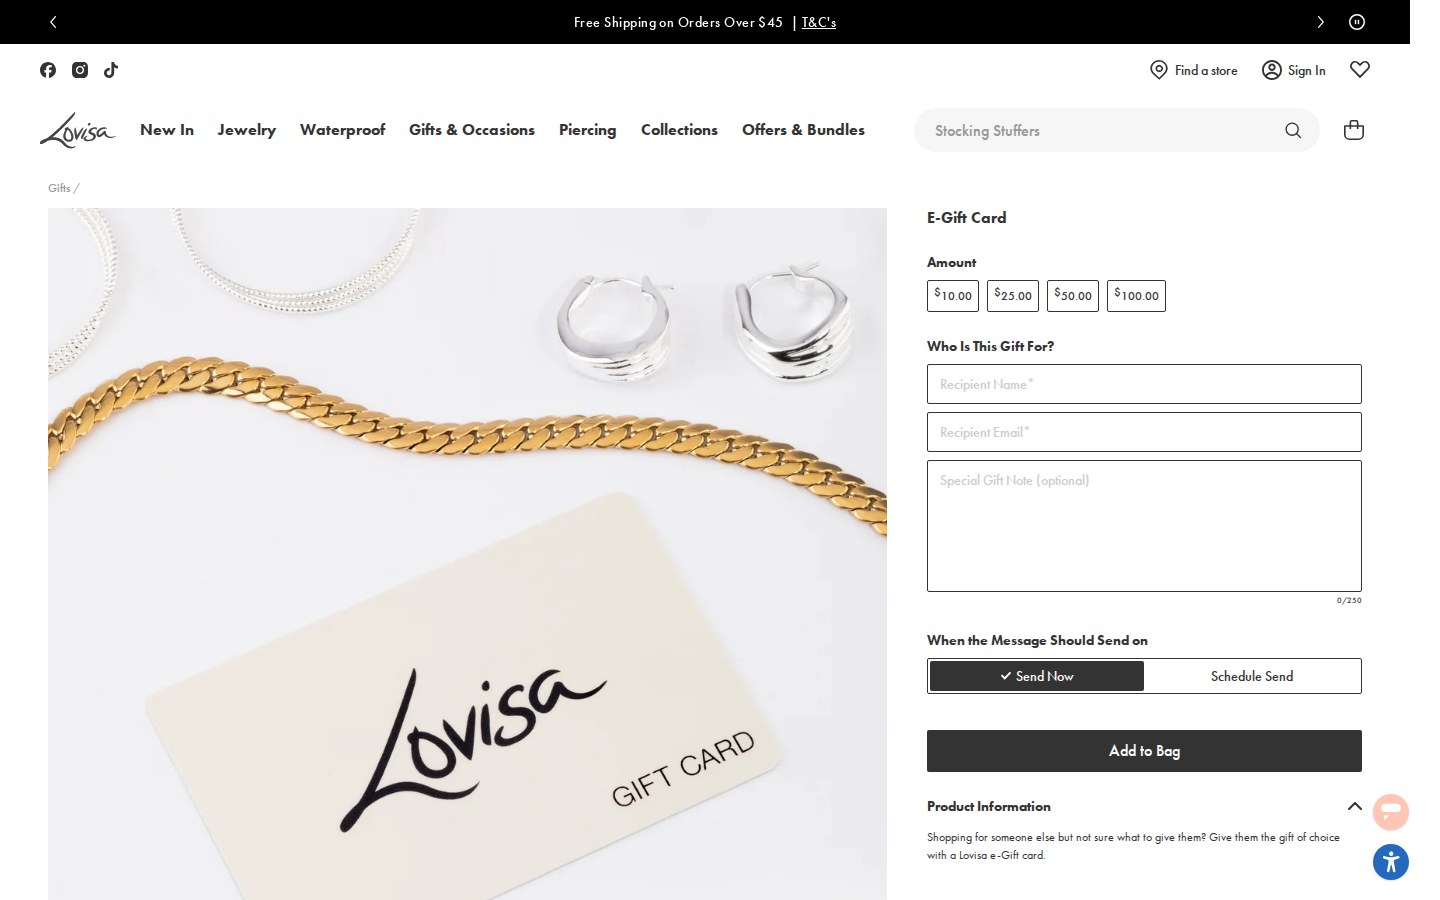 Free Shipping on Orders Over $45 | T&C's
Find a store
Sign In
Lovisa
New In
Jewelry
Waterproof
Gifts & Occasions
Piercing
Collections
Offers & Bundles
Stocking Stuffers
Gifts /
Lovisa
GIFT CARD
E-Gift Card
Amount
$10.00
$25.00
$50.00
$100.00
Who Is This Gift For?
Recipient Name*
Recipient Email*
Special Gift Note (optional)
0/250
When the Message Should Send on
Send Now
Schedule Send
Add to Bag
Product Information
Shopping for someone else but not sure what to give them? Give them the gift of choice
with a Lovisa e-Gift card.